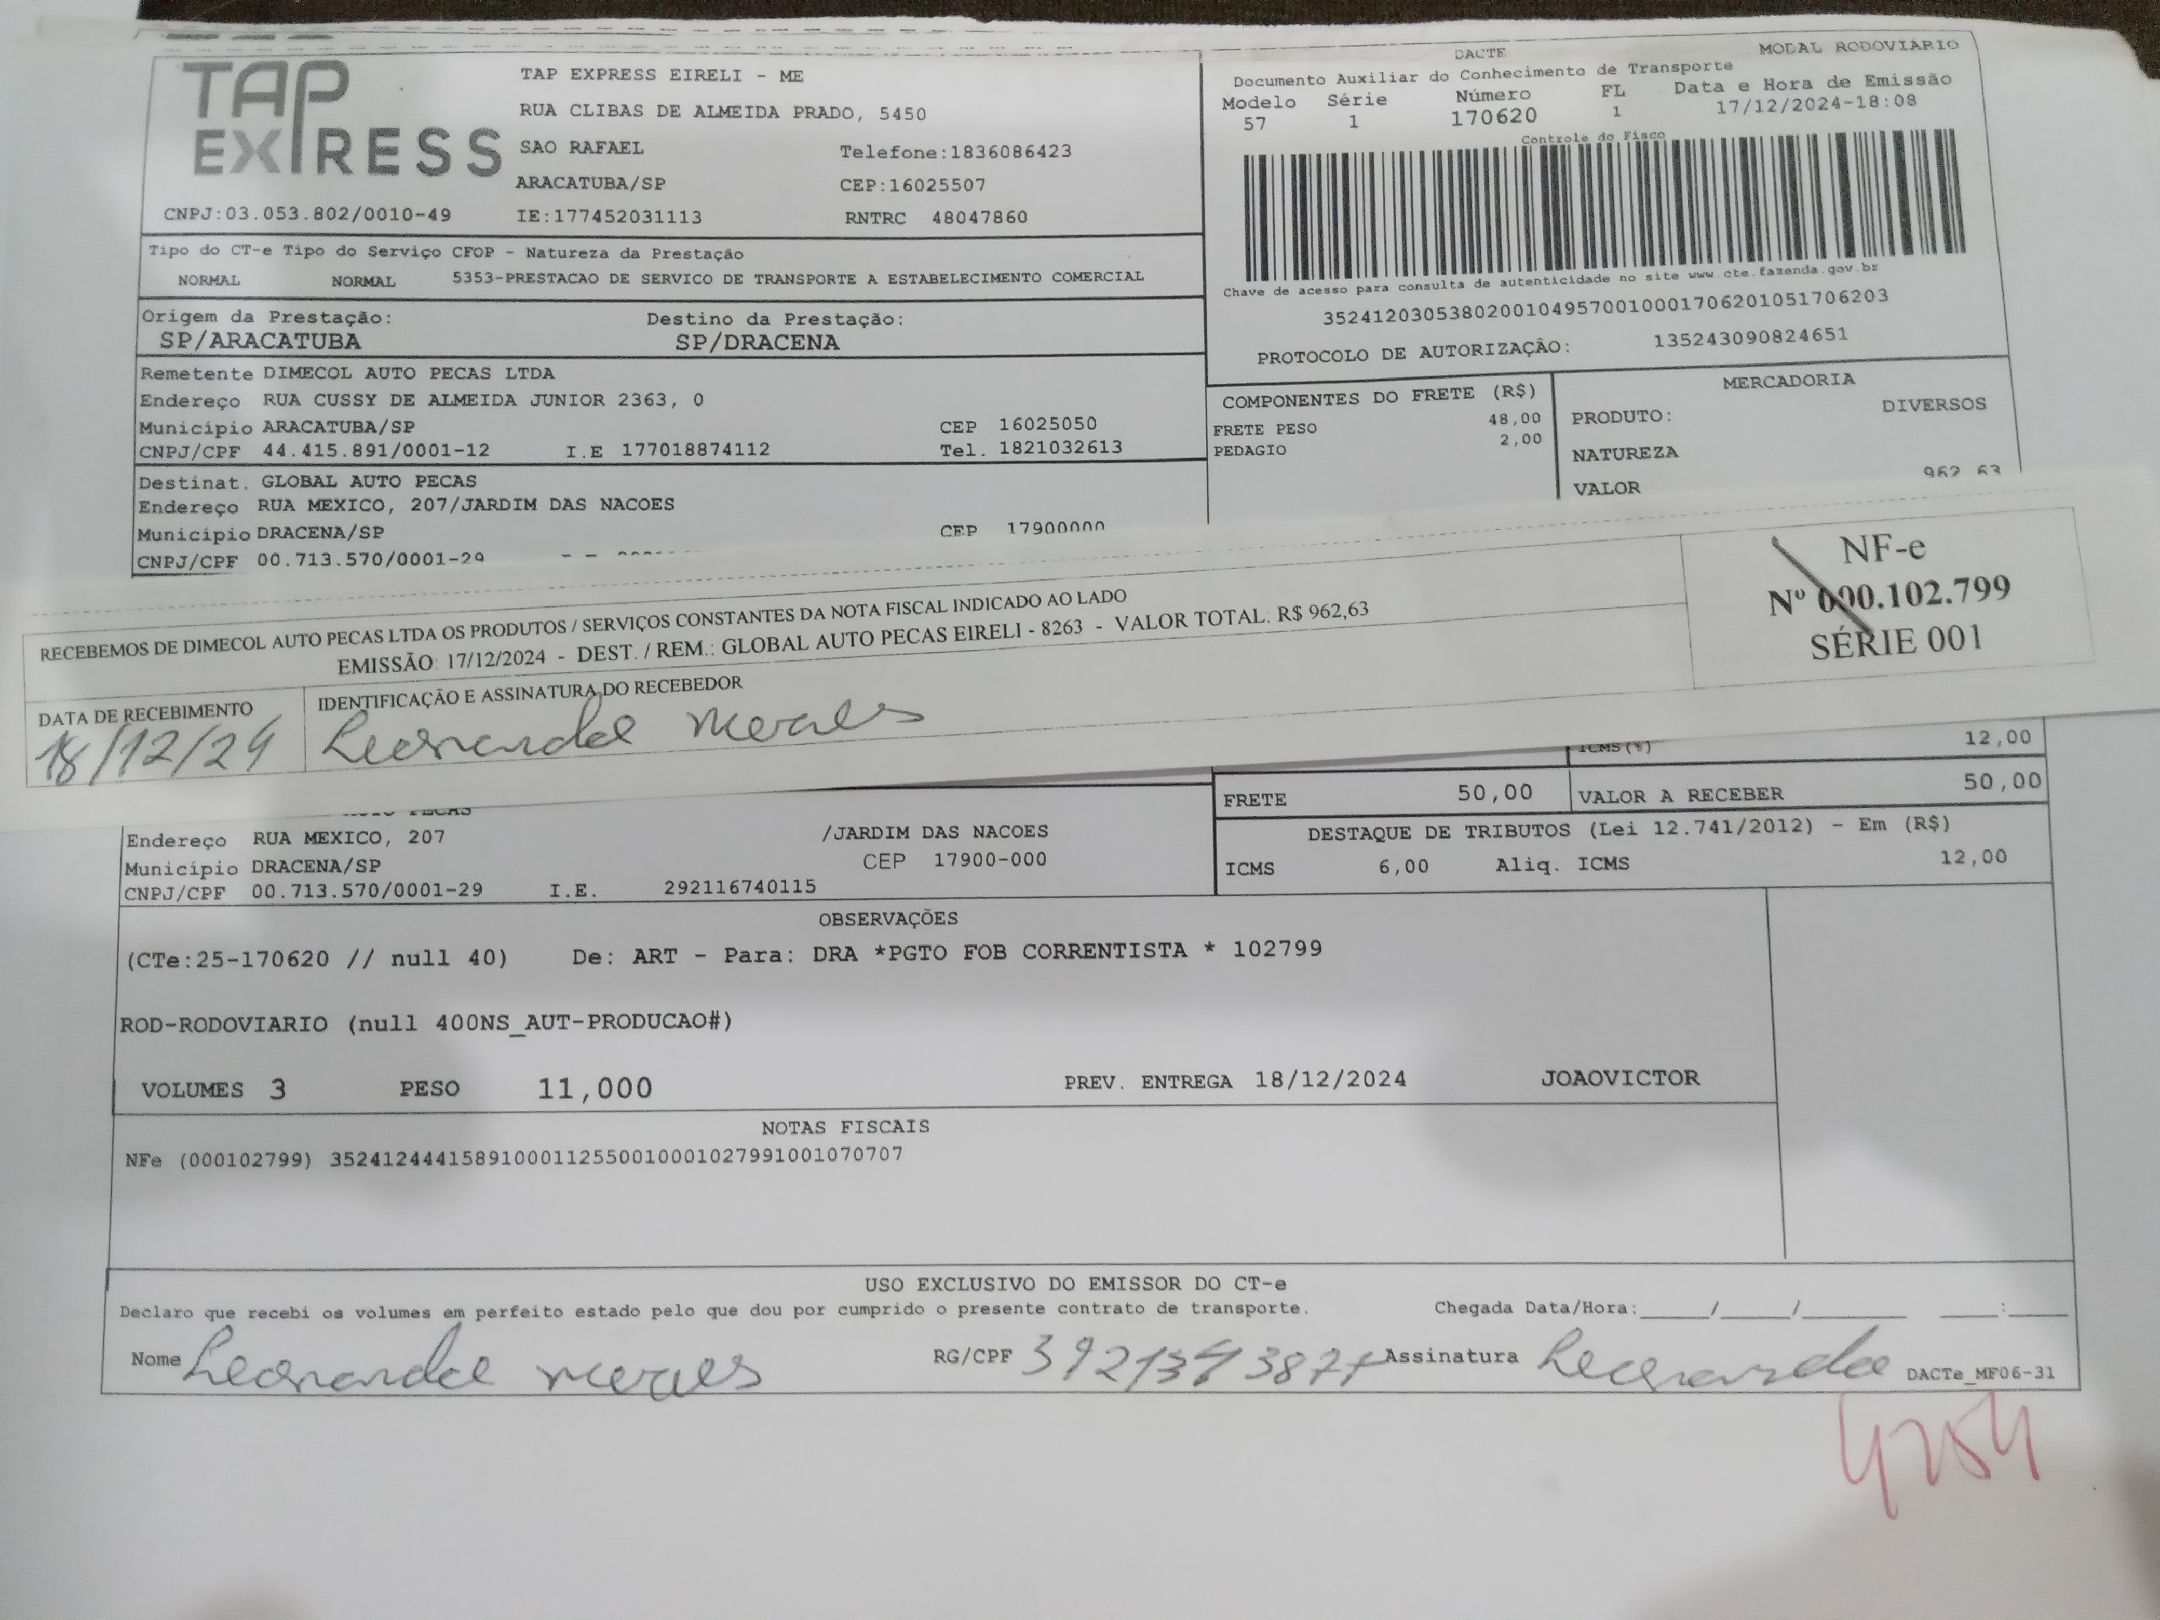 TAP EXPRESS
TAP EXPRESS EIRELI - ME
RUA CLIBAS DE ALMEIDA PRADO, 5450
SAO RAFAEL Telefone:1836086423
ARACATUBA/SP CEP:16025507
CNPJ:03.053.802/0010-49 IE:177452031113 RNTRC 48047860
DACTE MODAL RODOVIARIO
Documento Auxiliar do Conhecimento de Transporte
Modelo Série Número FL Data e Hora de Emissão
57 1 170620 1 17/12/2024-18:08
Controle do Fisco
Chave de acesso para consulta de autenticidade no site www.cte.fazenda.gov.br
35241203053802001049570010001706201051706203
PROTOCOLO DE AUTORIZAÇÃO: 135243090824651
Tipo do CT-e Tipo do Serviço CFOP - Natureza da Prestação
NORMAL NORMAL 5353-PRESTACAO DE SERVICO DE TRANSPORTE A ESTABELECIMENTO COMERCIAL
Origem da Prestação: Destino da Prestação:
SP/ARACATUBA SP/DRACENA
Remetente DIMECOL AUTO PECAS LTDA
Endereço RUA CUSSY DE ALMEIDA JUNIOR 2363, 0
Município ARACATUBA/SP CEP 16025050
CNPJ/CPF 44.415.891/0001-12 I.E 177018874112 Tel. 1821032613
COMPONENTES DO FRETE (R$)
FRETE PESO 48,00
PEDAGIO 2,00
MERCADORIA
PRODUTO: DIVERSOS
NATUREZA
VALOR 962,63
Destinat. GLOBAL AUTO PECAS
Endereço RUA MEXICO, 207/JARDIM DAS NACOES
Município DRACENA/SP CEP 17900000
CNPJ/CPF 00.713.570/0001-29
RECEBEMOS DE DIMECOL AUTO PECAS LTDA OS PRODUTOS / SERVIÇOS CONSTANTES DA NOTA FISCAL INDICADO AO LADO
EMISSÃO: 17/12/2024 - DEST. / REM.: GLOBAL AUTO PECAS EIRELI - 8263 - VALOR TOTAL: R$ 962,63
NF-e
Nº 000.102.799
SÉRIE 001
DATA DE RECEBIMENTO IDENTIFICAÇÃO E ASSINATURA DO RECEBEDOR
18/12/24
ICMS(%) 12,00
FRETE 50,00 VALOR A RECEBER 50,00
DESTAQUE DE TRIBUTOS (Lei 12.741/2012) - Em (R$)
ICMS 6,00 Aliq. ICMS 12,00
Endereço RUA MEXICO, 207 /JARDIM DAS NACOES
Município DRACENA/SP CEP 17900-000
CNPJ/CPF 00.713.570/0001-29 I.E. 292116740115
OBSERVAÇÕES
(CTe:25-170620 // null 40) De: ART - Para: DRA *PGTO FOB CORRENTISTA * 102799
ROD-RODOVIARIO (null 400NS_AUT-PRODUCAO#)
VOLUMES 3 PESO 11,000 PREV. ENTREGA 18/12/2024 JOAOVICTOR
NOTAS FISCAIS
NFe (000102799) 35241244415891000112550010001027991001070707
USO EXCLUSIVO DO EMISSOR DO CT-e
Declaro que recebi os volumes em perfeito estado pelo que dou por cumprido o presente contrato de transporte. Chegada Data/Hora:_____/_____/_______ ___:_____
Nome RG/CPF Assinatura DACTe_MF06-31